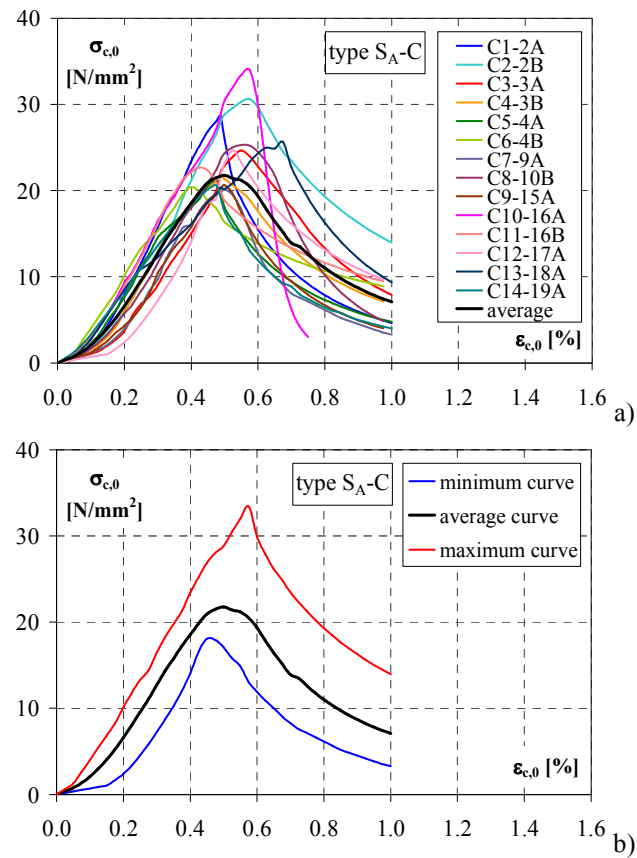 40
σc,0
[N/mm²]
type SA-C
30
20
10
0
0.0 0.2 0.4 0.6 0.8 1.0 1.2 1.4 1.6
εc,0 [%]
C1-2A
C2-2B
C3-3A
C4-3B
C5-4A
C6-4B
C7-9A
C8-10B
C9-15A
C10-16A
C11-16B
C12-17A
C13-18A
C14-19A
average
a)
40
σc,0
[N/mm²]
type SA-C
minimum curve
average curve
maximum curve
30
20
10
0
0.0 0.2 0.4 0.6 0.8 1.0 1.2 1.4 1.6
εc,0 [%]
b)